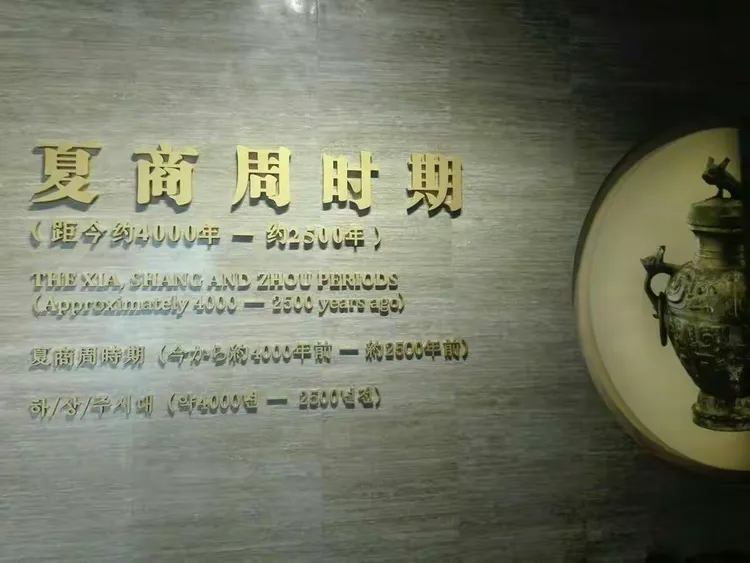 夏商周时期
(距今约4000年 — 约2500年)
THE XIA, SHANG AND ZHOU PERIODS
(Approximately 4000 — 2500 years ago)
夏商周時期 (今から約4000年前 — 約2500年前)
하/상/주시대 (약4000년 — 2500년전)